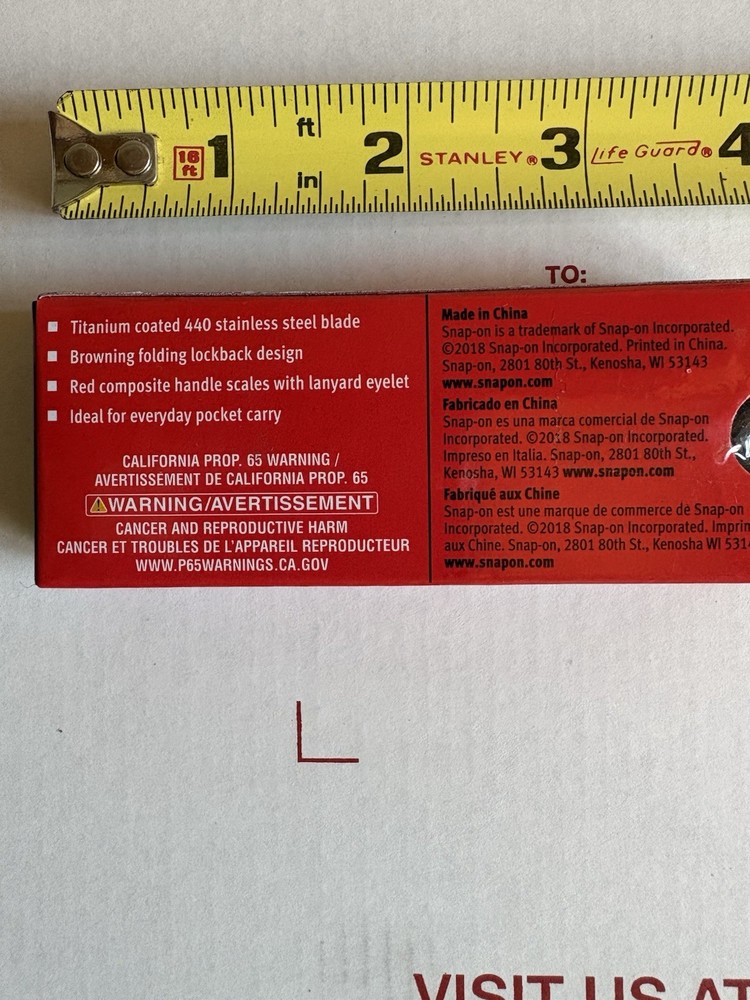 16
ft
1
ft
in
2
STANLEY®
3
Life Guard®
4
TO:
Titanium coated 440 stainless steel blade
Browning folding lockback design
Red composite handle scales with lanyard eyelet
Ideal for everyday pocket carry
CALIFORNIA PROP. 65 WARNING /
AVERTISSEMENT DE CALIFORNIA PROP. 65
WARNING/AVERTISSEMENT
CANCER AND REPRODUCTIVE HARM
CANCER ET TROUBLES DE L'APPAREIL REPRODUCTEUR
WWW.P65WARNINGS.CA.GOV
Made in China
Snap-on is a trademark of Snap-on Incorporated.
©2018 Snap-on Incorporated. Printed in China.
Snap-on, 2801 80th St., Kenosha, WI 53143
www.snapon.com
Fabricado en China
Snap-on es una marca comercial de Snap-on
Incorporated. ©2018 Snap-on Incorporated.
Impreso en Italia. Snap-on, 2801 80th St.,
Kenosha, WI 53143 www.snapon.com
Fabriqué aux Chine
Snap-on est une marque de commerce de Snap-on
Incorporated. ©2018 Snap-on Incorporated. Imprim
aux Chine. Snap-on, 2801 80th St., Kenosha WI 5314
www.snapon.com
VISIT US AT